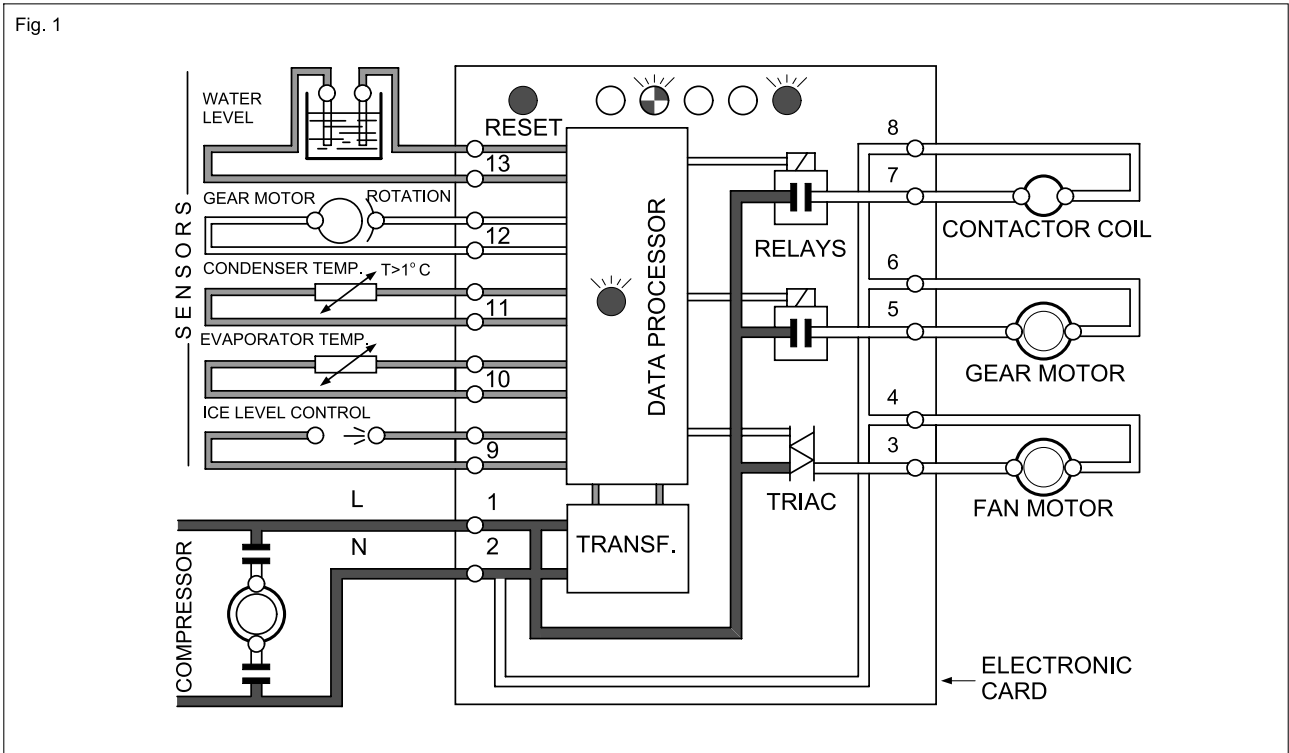 Fig. 1
WATER
LEVEL
RESET
13
GEAR MOTOR
ROTATION
12
CONDENSER TEMP.
T>1° C
11
EVAPORATOR TEMP.
10
ICE LEVEL CONTROL
9
SENSORS
L
1
N
2
COMPRESSOR
TRANSF.
DATA PROCESSOR
RELAYS
TRIAC
8
7
CONTACTOR COIL
6
5
GEAR MOTOR
4
3
FAN MOTOR
ELECTRONIC
CARD